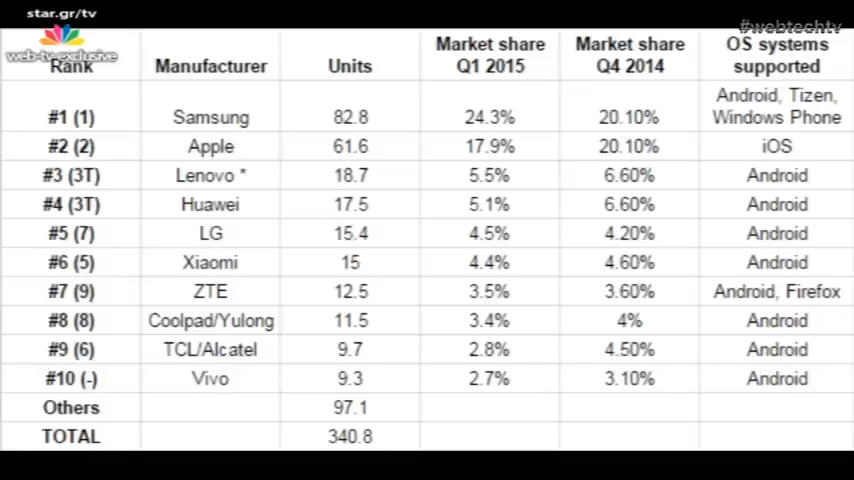 star.gr/tv
#webtechtv
web-tv-exclusive
Rank Manufacturer Units Market share Q1 2015 Market share Q4 2014 OS systems supported
#1 (1) Samsung 82.8 24.3% 20.10% Android, Tizen, Windows Phone
#2 (2) Apple 61.6 17.9% 20.10% iOS
#3 (3T) Lenovo * 18.7 5.5% 6.60% Android
#4 (3T) Huawei 17.5 5.1% 6.60% Android
#5 (7) LG 15.4 4.5% 4.20% Android
#6 (5) Xiaomi 15 4.4% 4.60% Android
#7 (9) ZTE 12.5 3.5% 3.60% Android, Firefox
#8 (8) Coolpad/Yulong 11.5 3.4% 4% Android
#9 (6) TCL/Alcatel 9.7 2.8% 4.50% Android
#10 (-) Vivo 9.3 2.7% 3.10% Android
Others 97.1
TOTAL 340.8